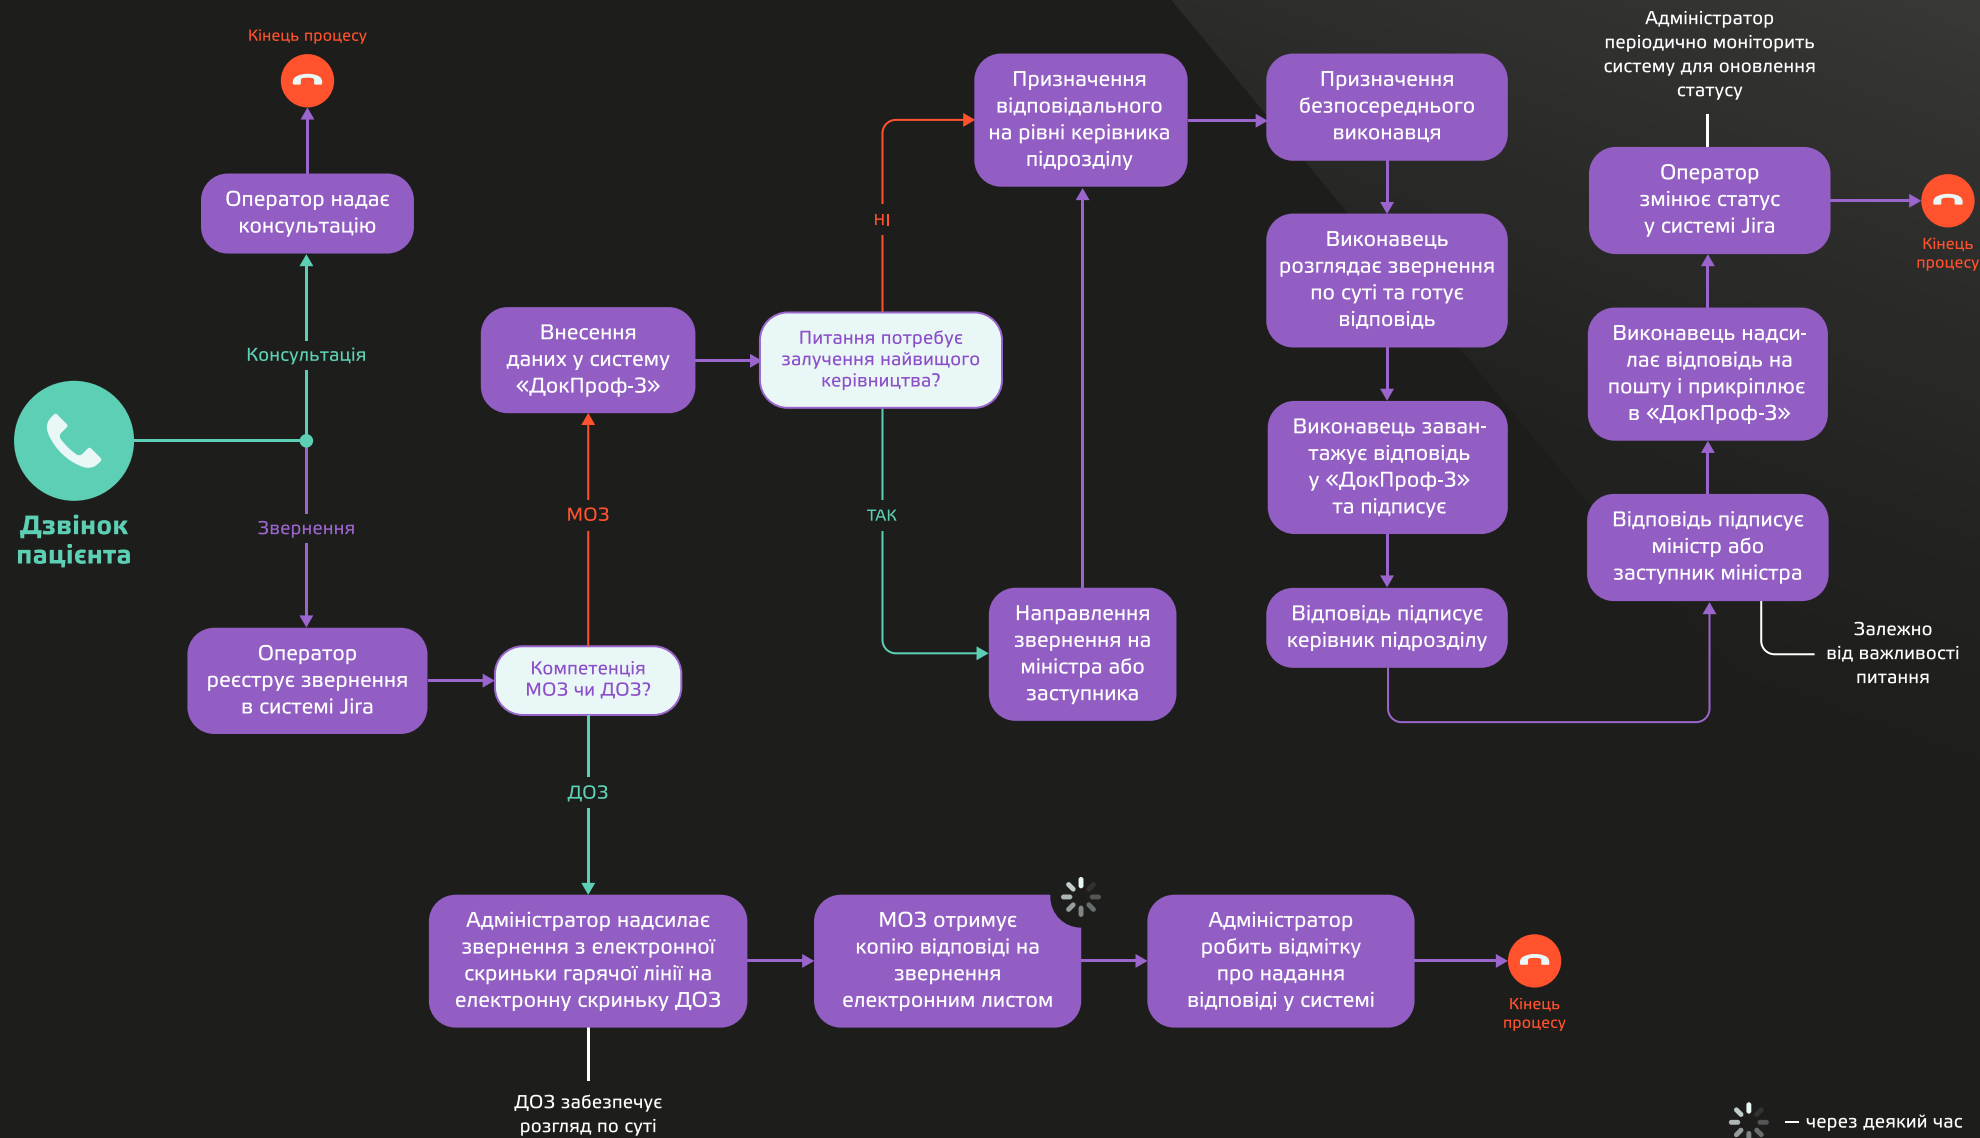 Кінець процесу
Оператор надає
консультацію
Консультація
Дзвінок
пацієнта
Звернення
Оператор
реєструє звернення
в системі Jira
Компетенція
МОЗ чи ДОЗ?
МОЗ
Внесення
даних у систему
«ДокПроф-3»
Питання потребує
залучення найвищого
керівництва?
НІ
ТАК
Направлення
звернення на
міністра або
заступника
Призначення
відповідального
на рівні керівника
підрозділу
Призначення
безпосереднього
виконавця
Виконавець
розглядає звернення
по суті та готує
відповідь
Виконавець заван-
тажує відповідь
у «ДокПроф-3»
та підписує
Відповідь підписує
керівник підрозділу
Відповідь підписує
міністр або
заступник міністра
Залежно
від важливості
питання
Виконавець надси-
лає відповідь на
пошту і прикріплює
в «ДокПроф-3»
Оператор
змінює статус
у системі Jira
Адміністратор
періодично моніторить
систему для оновлення
статусу
Кінець
процесу
ДОЗ
Адміністратор надсилає
звернення з електронної
скриньки гарячої лінії на
електронну скриньку ДОЗ
ДОЗ забезпечує
розгляд по суті
МОЗ отримує
копію відповіді на
звернення
електронним листом
Адміністратор
робить відмітку
про надання
відповіді у системі
Кінець
процесу
— через деякий час